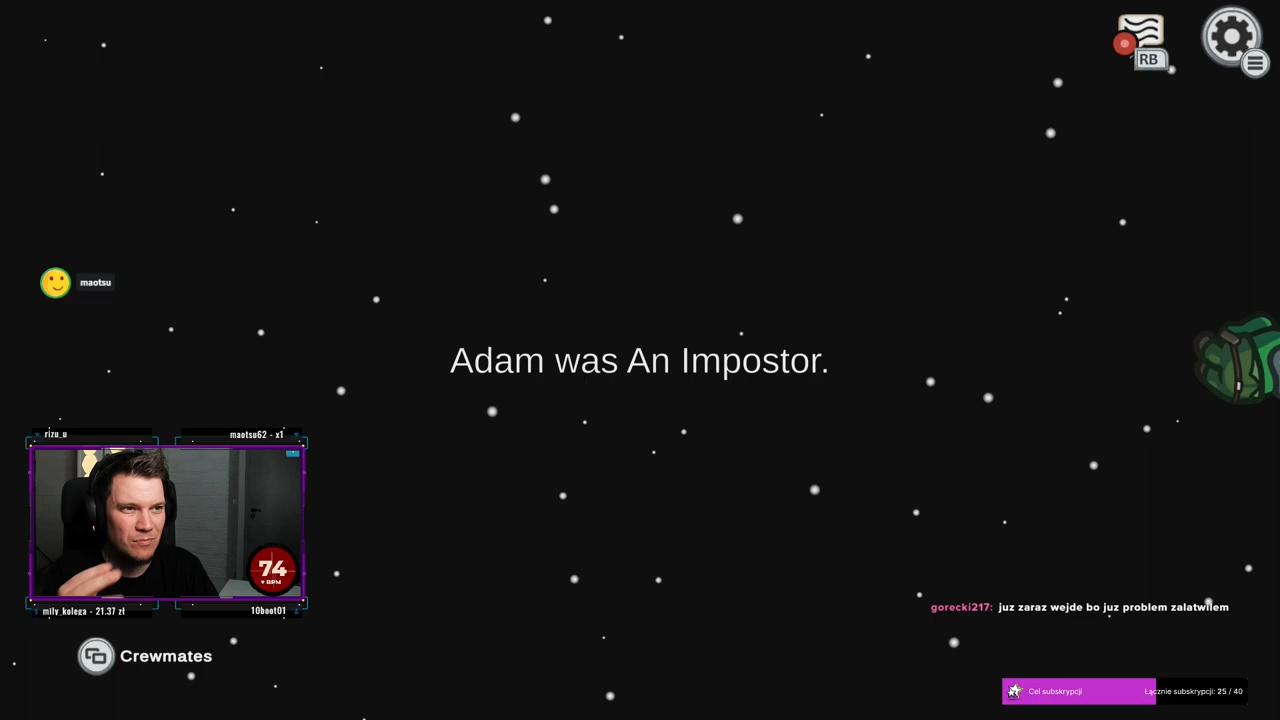 RB
maotsu
Adam was An Impostor.
rizu_u
maotsu62 - x1
74
BPM
mily_kolega - 21.37 zł
10boot01
gorecki217: juz zaraz wejde bo juz problem zalatwilem
Crewmates
Cel subskrypcji
Łącznie subskrypcji: 25 / 40